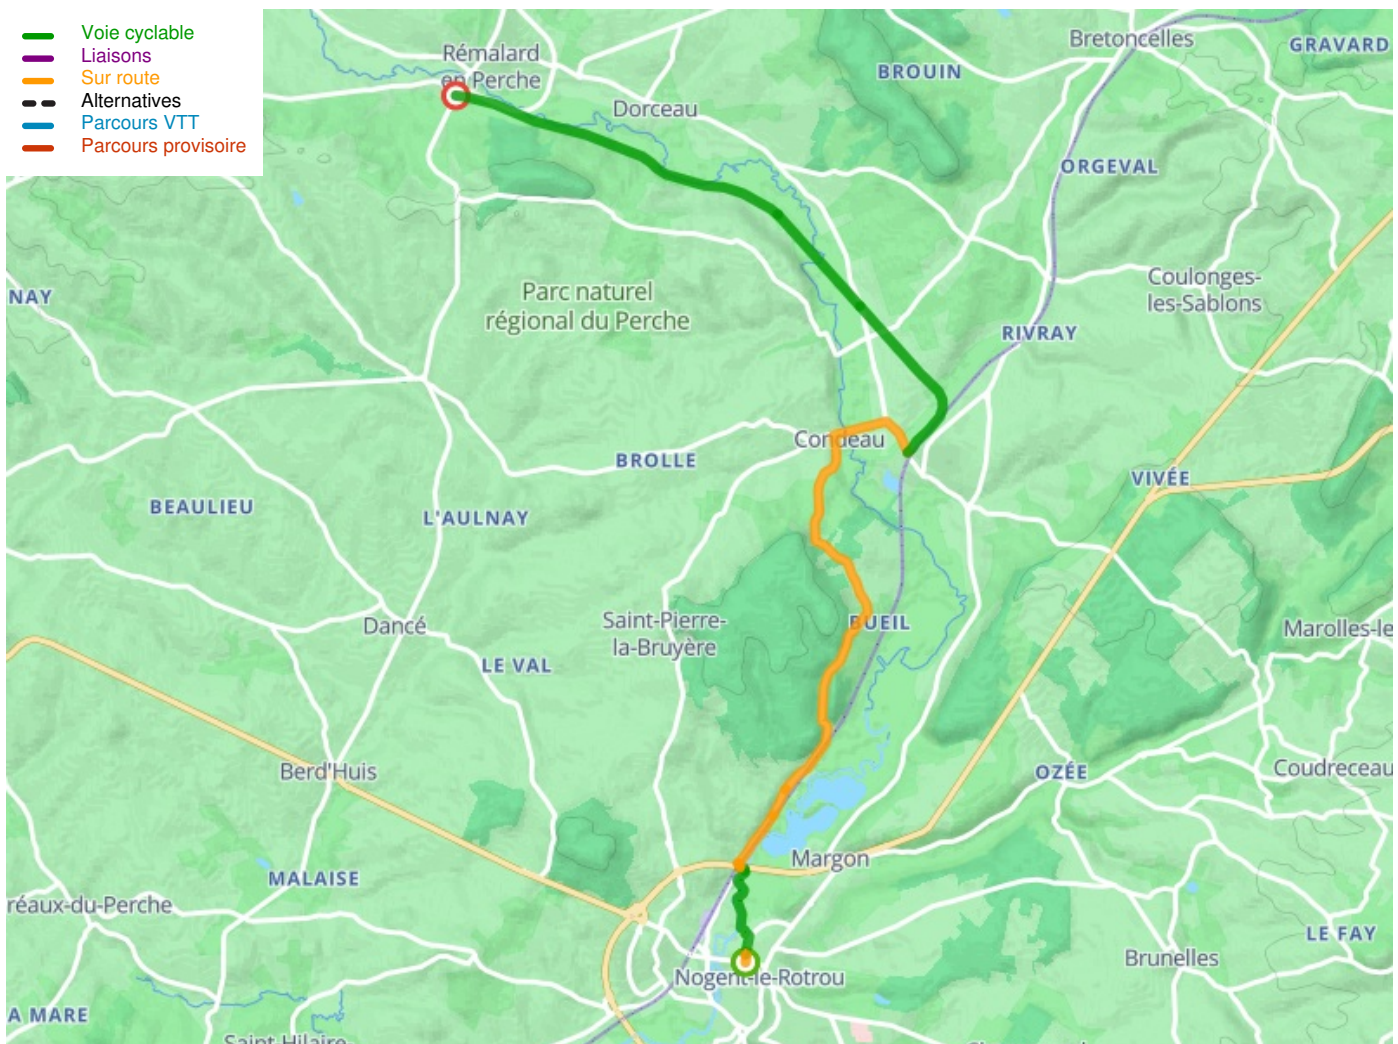 Voie cyclable
Liaisons
Sur route
Alternatives
Parcours VTT
Parcours provisoire
Rémalard
en Perche
Dorceau
BROUIN
Bretoncelles
GRAVARD
ORGEVAL
Coulonges-
les-Sablons
NAY
Parc naturel
régional du Perche
RIVRAY
Condeau
BROLLE
VIVÉE
BEAULIEU
L'AULNAY
Dancé
Saint-Pierre-
la-Bruyère
BUEIL
Marolles-le
LE VAL
Berd'Huis
OZÉE
Coudreceau
Margon
MALAISE
réaux-du-Perche
LE FAY
Brunelles
Nogent-le-Rotrou
A MARE
Saint-Hilaire-